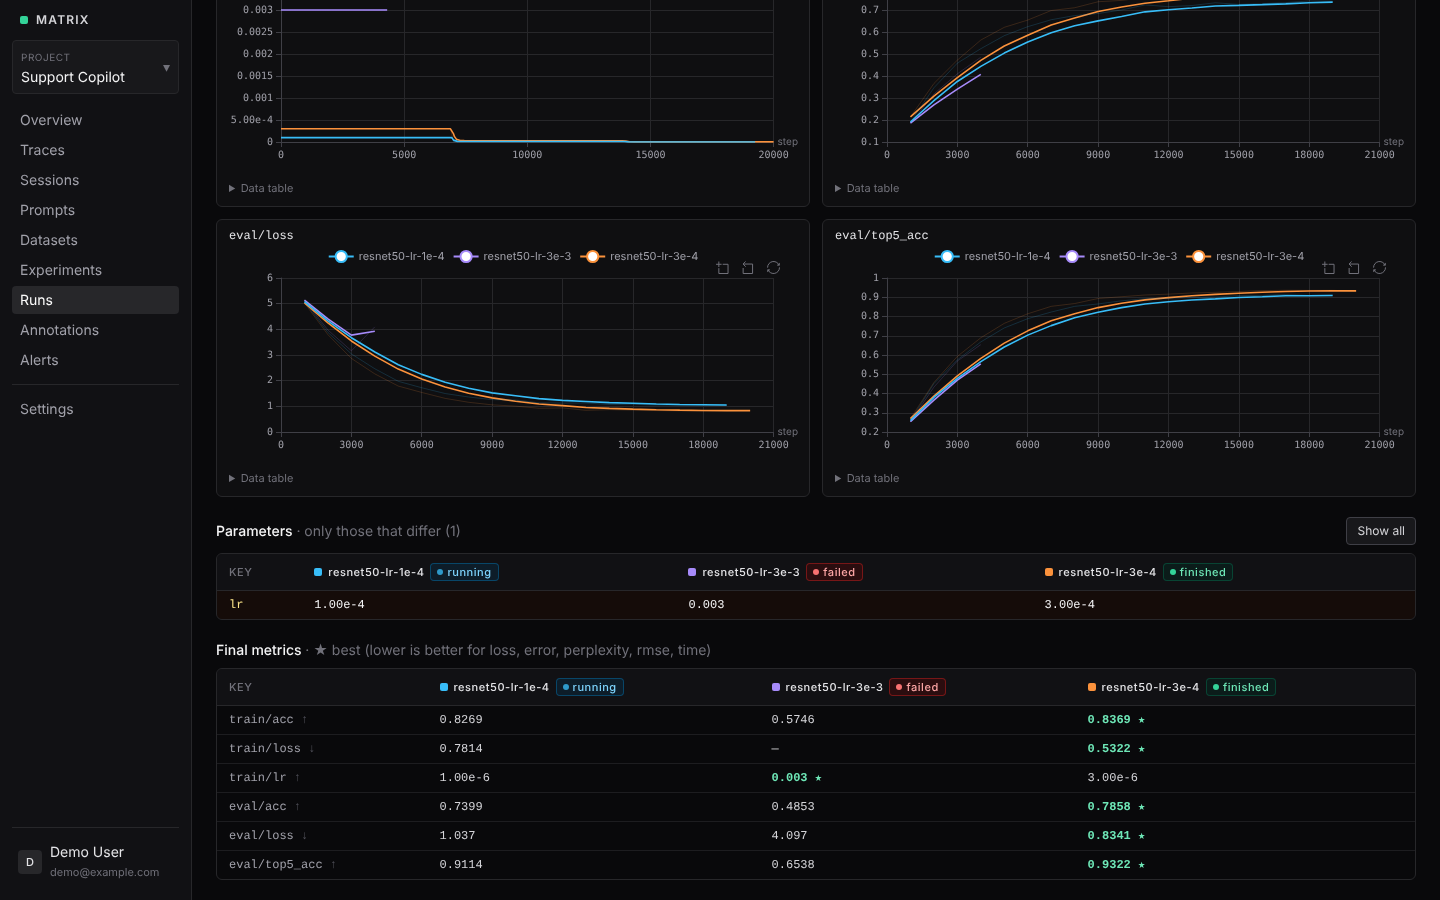 MATRIX
PROJECT
Support Copilot
▼
Overview
Traces
Sessions
Prompts
Datasets
Experiments
Runs
Annotations
Alerts
Settings
D
Demo User
demo@example.com
0.003
0.0025
0.002
0.0015
0.001
5.00e-4
0
step
0 5000 10000 15000 20000
▶ Data table
0.7
0.6
0.5
0.4
0.3
0.2
0.1
step
0 3000 6000 9000 12000 15000 18000 21000
▶ Data table
eval/loss
resnet50-lr-1e-4 resnet50-lr-3e-3 resnet50-lr-3e-4
6
5
4
3
2
1
0
step
0 3000 6000 9000 12000 15000 18000 21000
▶ Data table
eval/top5_acc
resnet50-lr-1e-4 resnet50-lr-3e-3 resnet50-lr-3e-4
1
0.9
0.8
0.7
0.6
0.5
0.4
0.3
0.2
step
0 3000 6000 9000 12000 15000 18000 21000
▶ Data table
Parameters · only those that differ (1)
Show all
KEY resnet50-lr-1e-4 running resnet50-lr-3e-3 failed resnet50-lr-3e-4 finished
lr 1.00e-4 0.003 3.00e-4
Final metrics · ★ best (lower is better for loss, error, perplexity, rmse, time)
KEY resnet50-lr-1e-4 running resnet50-lr-3e-3 failed resnet50-lr-3e-4 finished
train/acc ↑ 0.8269 0.5746 0.8369 ★
train/loss ↓ 0.7814 — 0.5322 ★
train/lr ↑ 1.00e-6 0.003 ★ 3.00e-6
eval/acc ↑ 0.7399 0.4853 0.7858 ★
eval/loss ↓ 1.037 4.097 0.8341 ★
eval/top5_acc ↑ 0.9114 0.6538 0.9322 ★